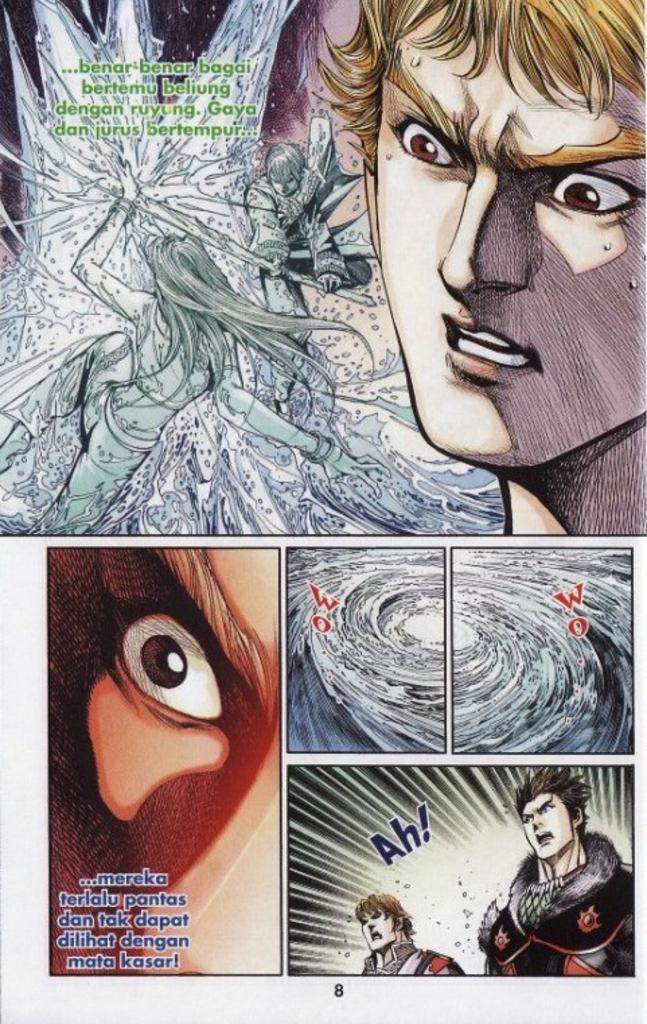 ...benar-benar bagai
bertemu beliung
dengan ruyung. Gaya
dan jurus bertempur...
WO...
WO...
Ah!
...mereka
terlalu pantas
dan tak dapat
dilihat dengan
mata kasar!
8